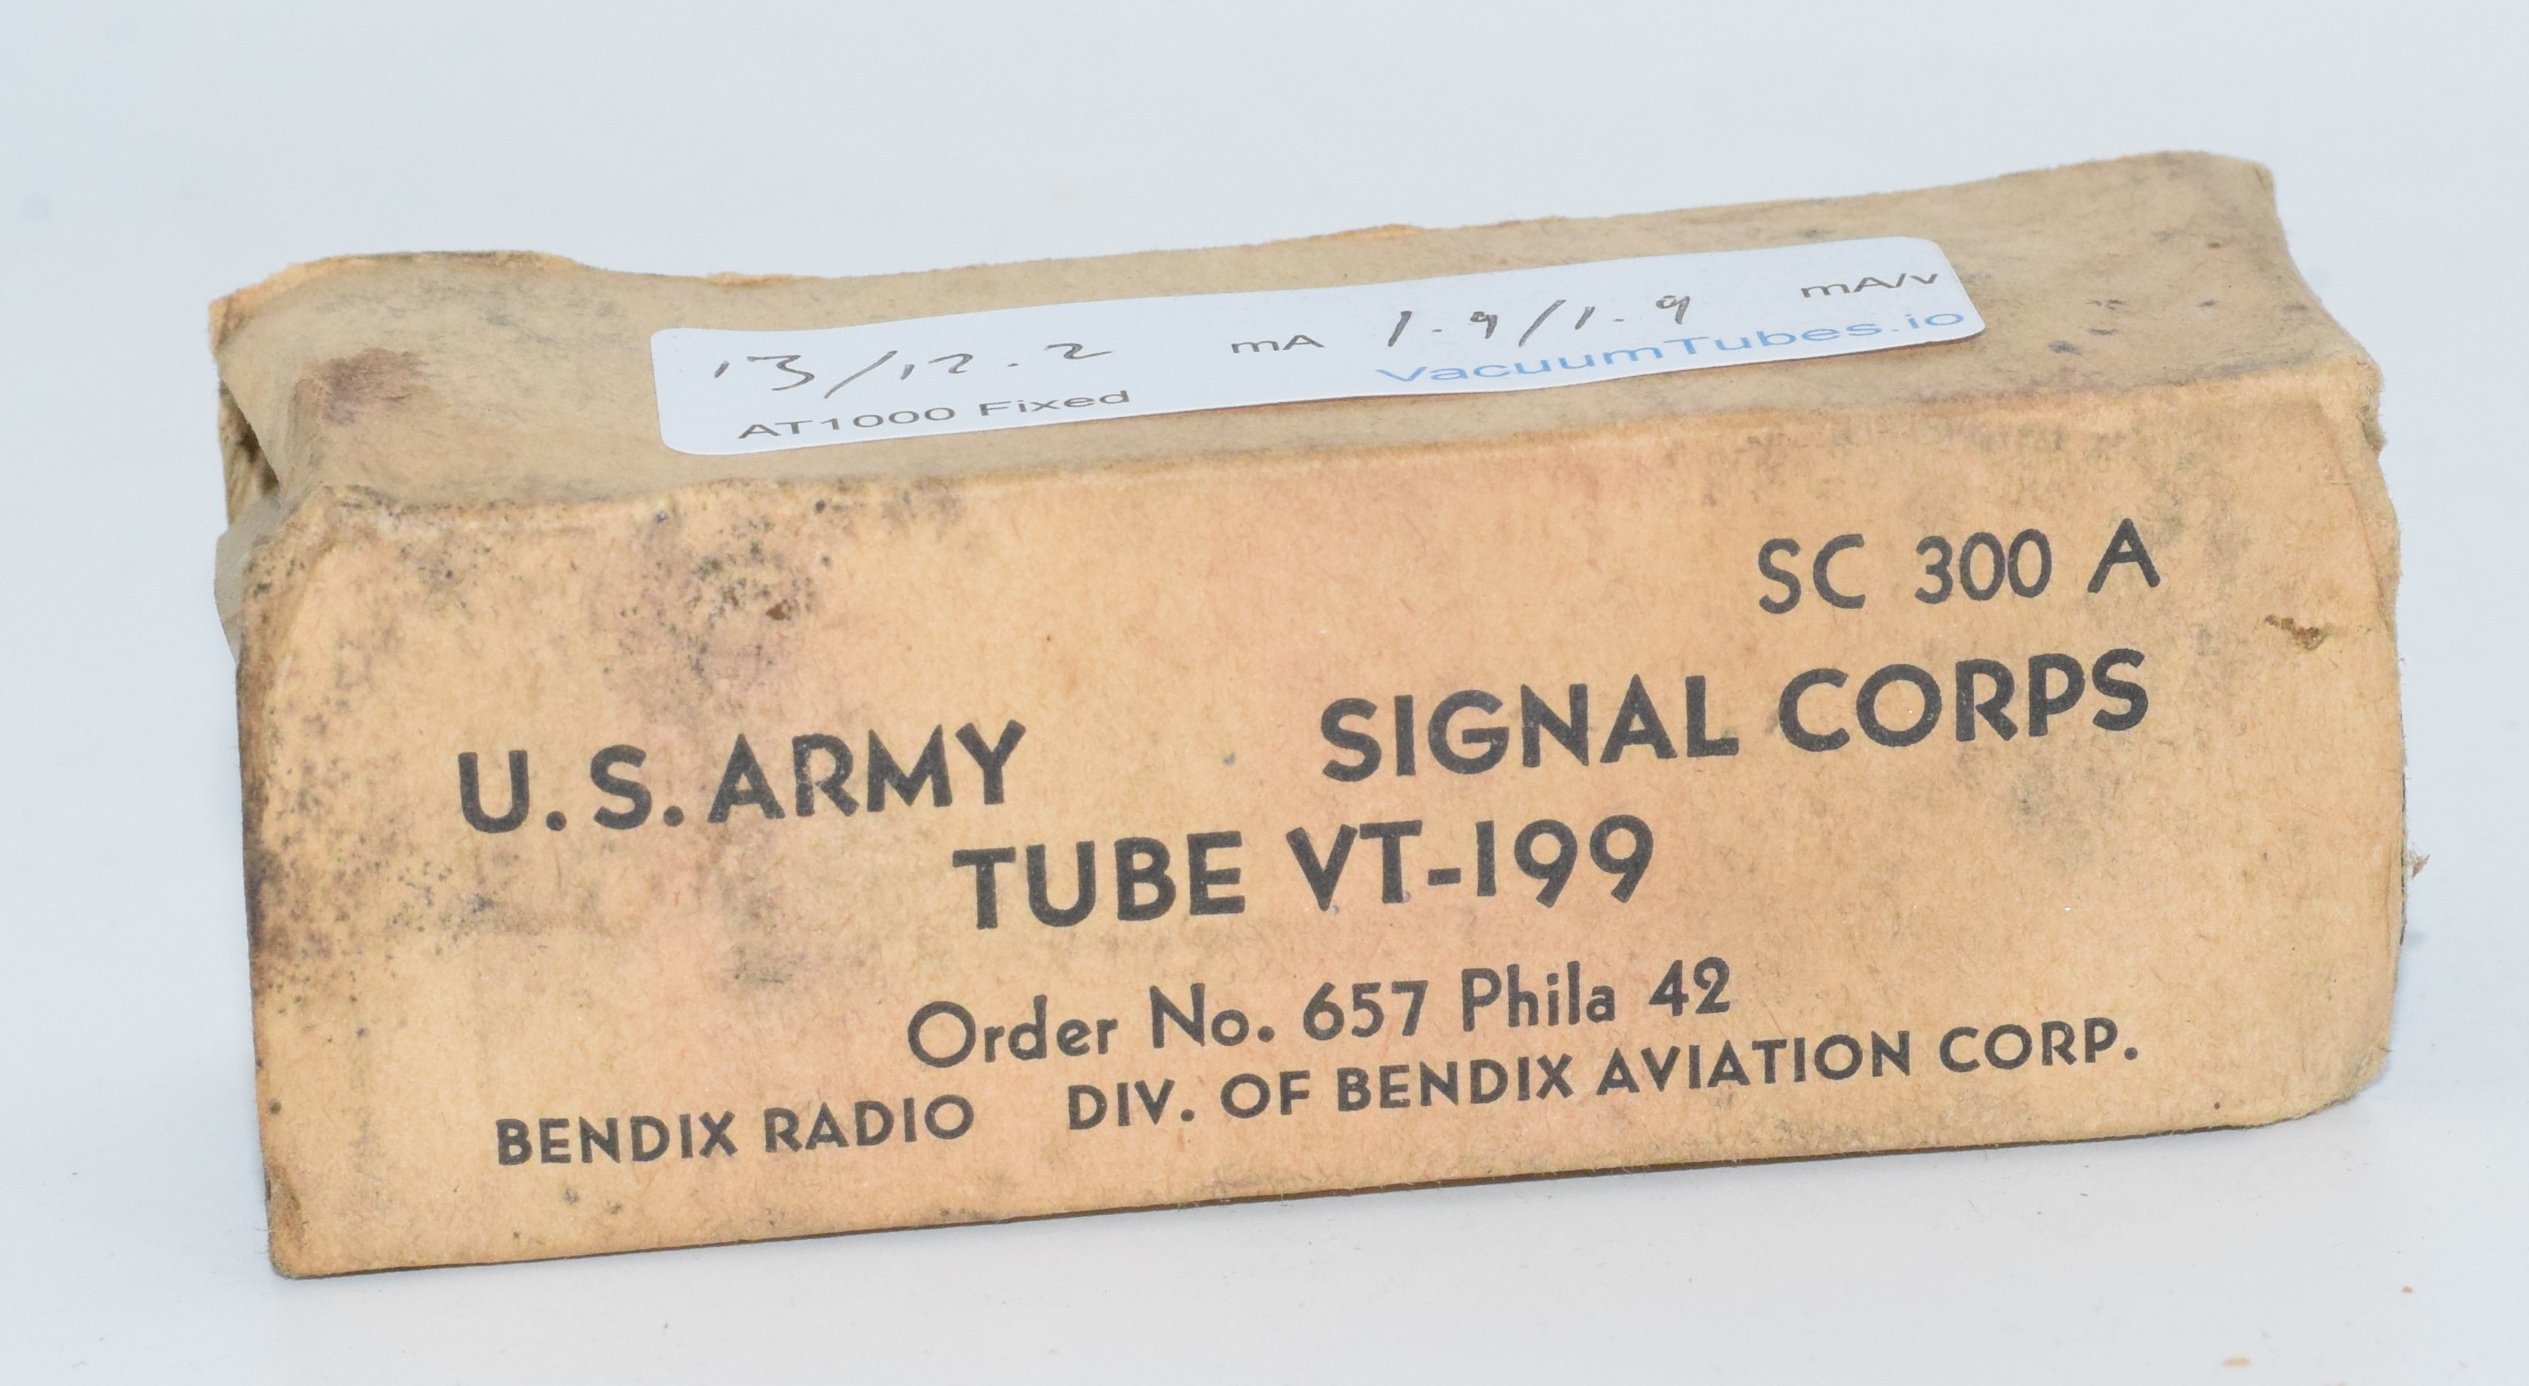 13/12.2 mA 1.9/1.9 mA/v
AT1000 Fixed VacuumTubes.io
SC 300 A
U.S. ARMY SIGNAL CORPS
TUBE VT-199
Order No. 657 Phila 42
BENDIX RADIO DIV. OF BENDIX AVIATION CORP.